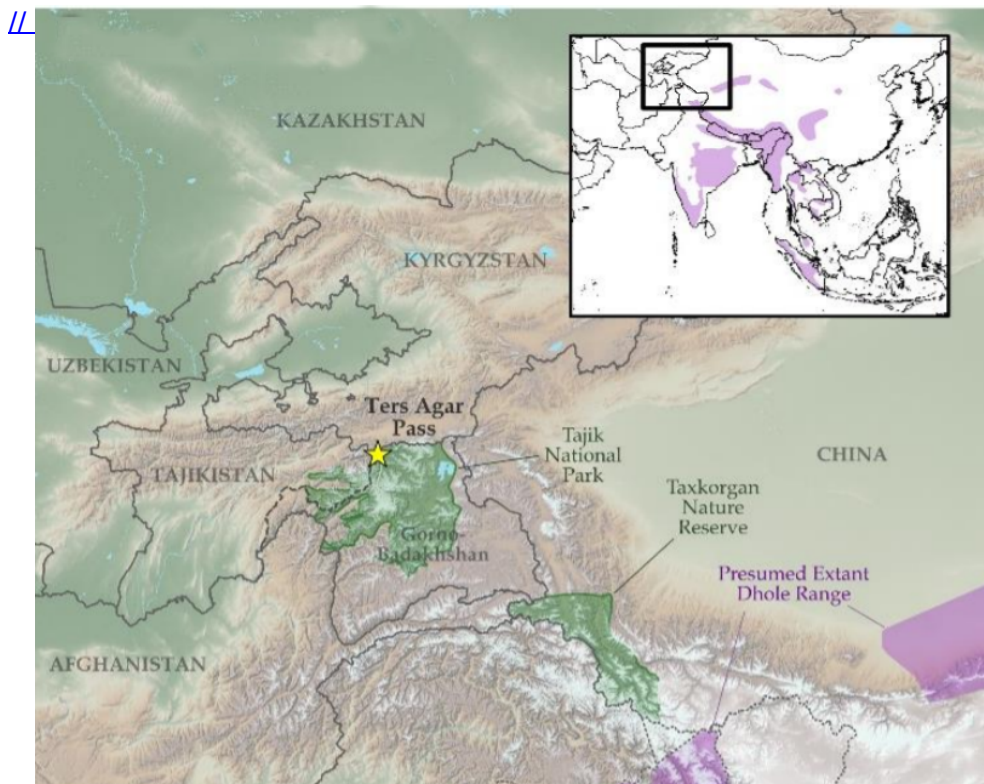 //
KAZAKHSTAN
KYRGYZSTAN
UZBEKISTAN
Ters Agar
Pass
TAJIKISTAN
Tajik
National
Park
CHINA
Taxkorgan
Nature
Reserve
Gorno-
Badakhshan
Presumed Extant
Dhole Range
AFGHANISTAN